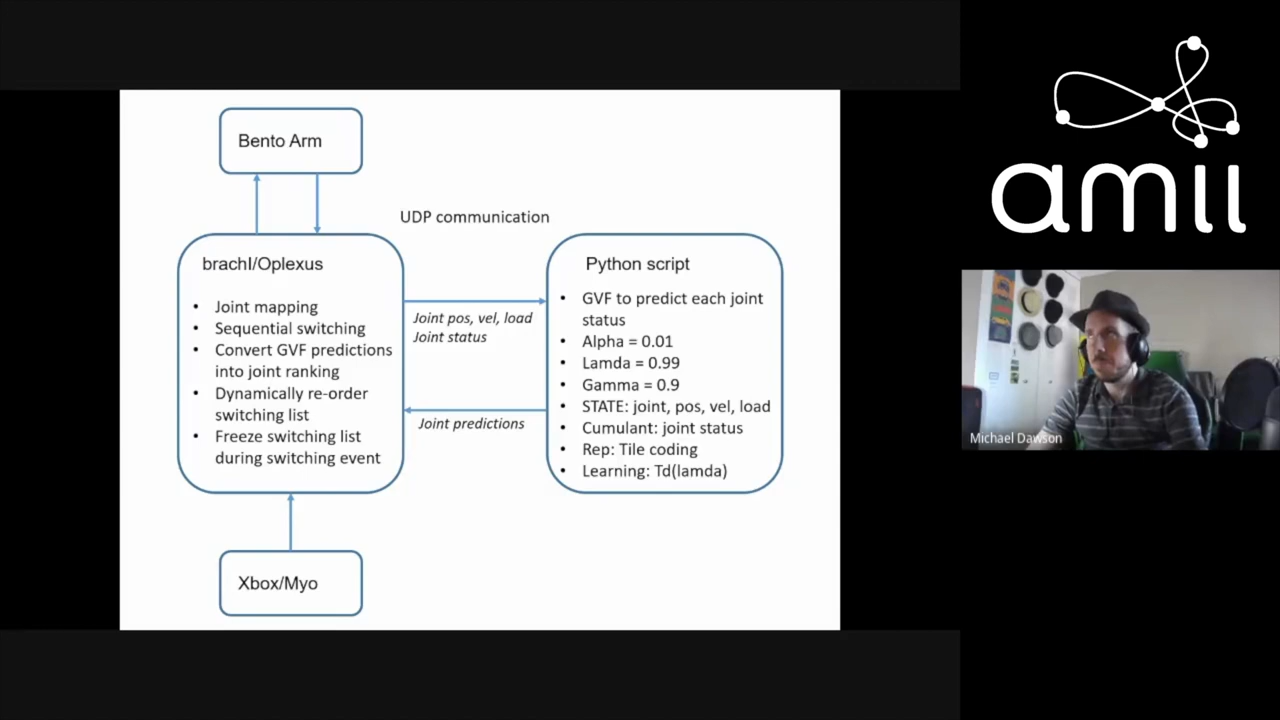 Bento Arm
UDP communication
brachI/Oplexus
• Joint mapping
• Sequential switching
• Convert GVF predictions
into joint ranking
• Dynamically re-order
switching list
• Freeze switching list
during switching event
Joint pos, vel, load
Joint status
Joint predictions
Python script
• GVF to predict each joint
status
• Alpha = 0.01
• Lamda = 0.99
• Gamma = 0.9
• STATE: joint, pos, vel, load
• Cumulant: joint status
• Rep: Tile coding
• Learning: Td(lamda)
Xbox/Myo
amii
Michael Dawson